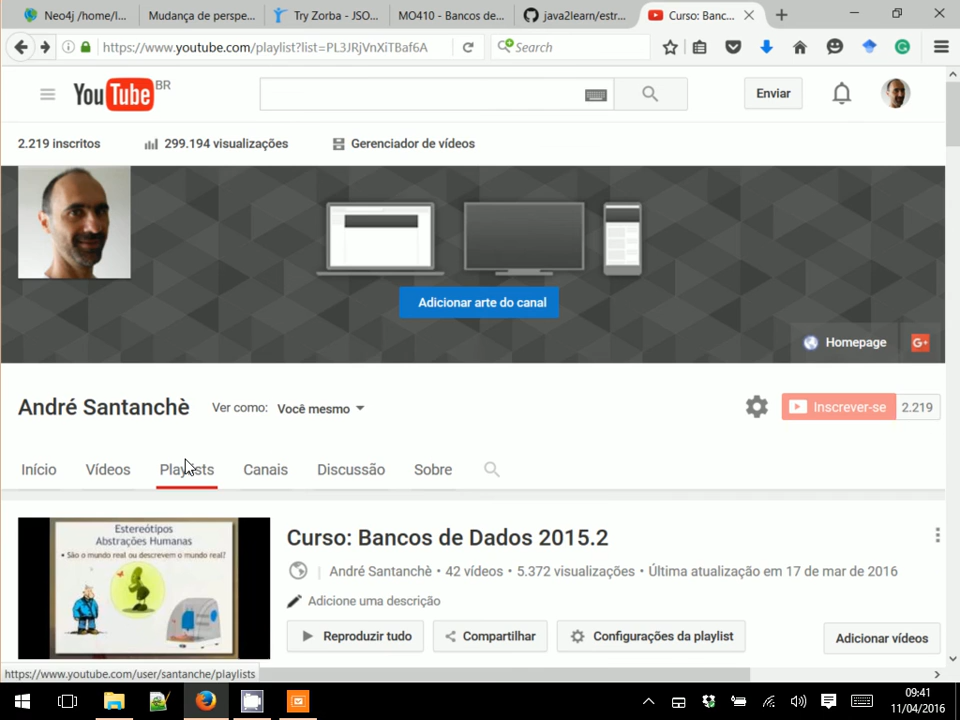 Neo4j /home/l...
Mudança de perspe...
Try Zorba - JSO...
MO410 - Bancos de...
java2learn/estr...
Curso: Banc...
https://www.youtube.com/playlist?list=PL3JRjVnXiTBaf6A
Search
YouTube BR
Enviar
2.219 inscritos
299.194 visualizações
Gerenciador de vídeos
Adicionar arte do canal
Homepage
G+
André Santanchè
Ver como:
Você mesmo
Inscrever-se
2.219
Início
Vídeos
Playlists
Canais
Discussão
Sobre
Estereótipos
Abstrações Humanas
• São o mundo real ou descrevem o mundo real?
Curso: Bancos de Dados 2015.2
André Santanchè • 42 vídeos • 5.372 visualizações • Última atualização em 17 de mar de 2016
Adicione uma descrição
Reproduzir tudo
Compartilhar
Configurações da playlist
Adicionar vídeos
https://www.youtube.com/user/santanche/playlists
09:41
11/04/2016